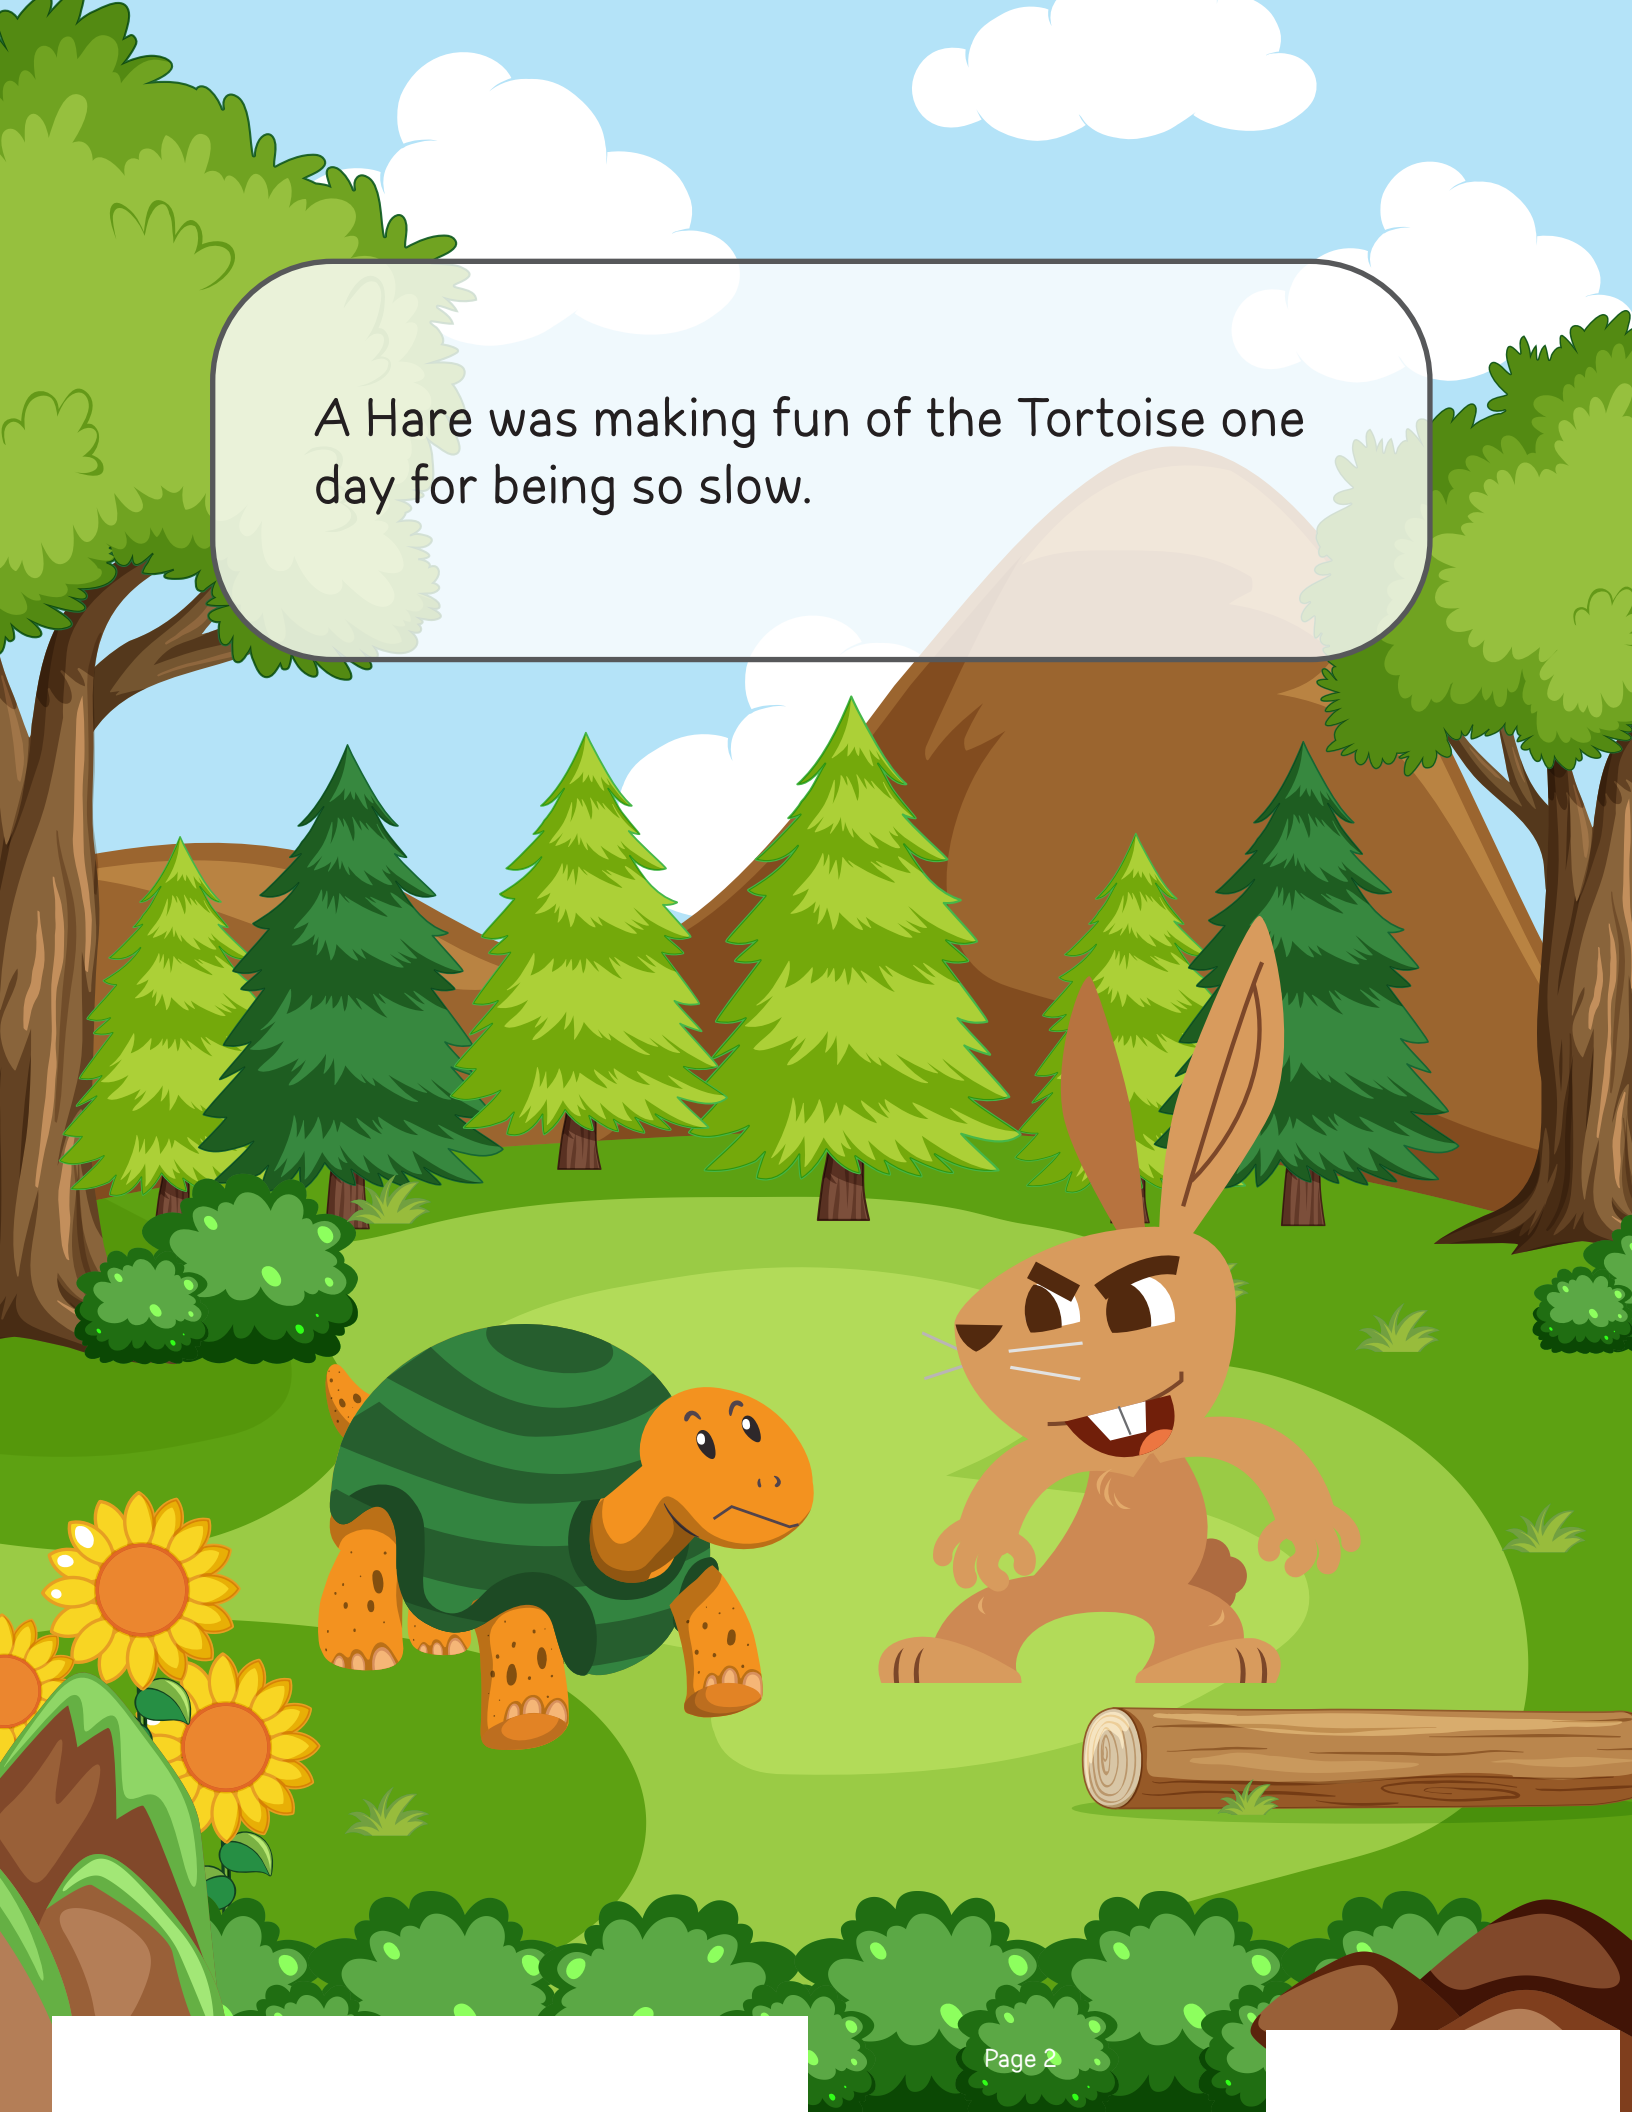 A Hare was making fun of the Tortoise one
day for being so slow.
Page 2